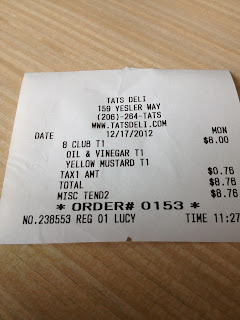 TATS DELI
159 YESLER WAY
(206)-264-TATS
WWW.TATSDELI.COM
DATE 12/17/2012 MON
8 CLUB T1 $8.00
OIL & VINEGAR T1
YELLOW MUSTARD T1
TAX1 AMT $0.76
TOTAL $8.76
MISC TEND2 $8.76
* ORDER# 0153 *
NO.238553 REG 01 LUCY TIME 11:27